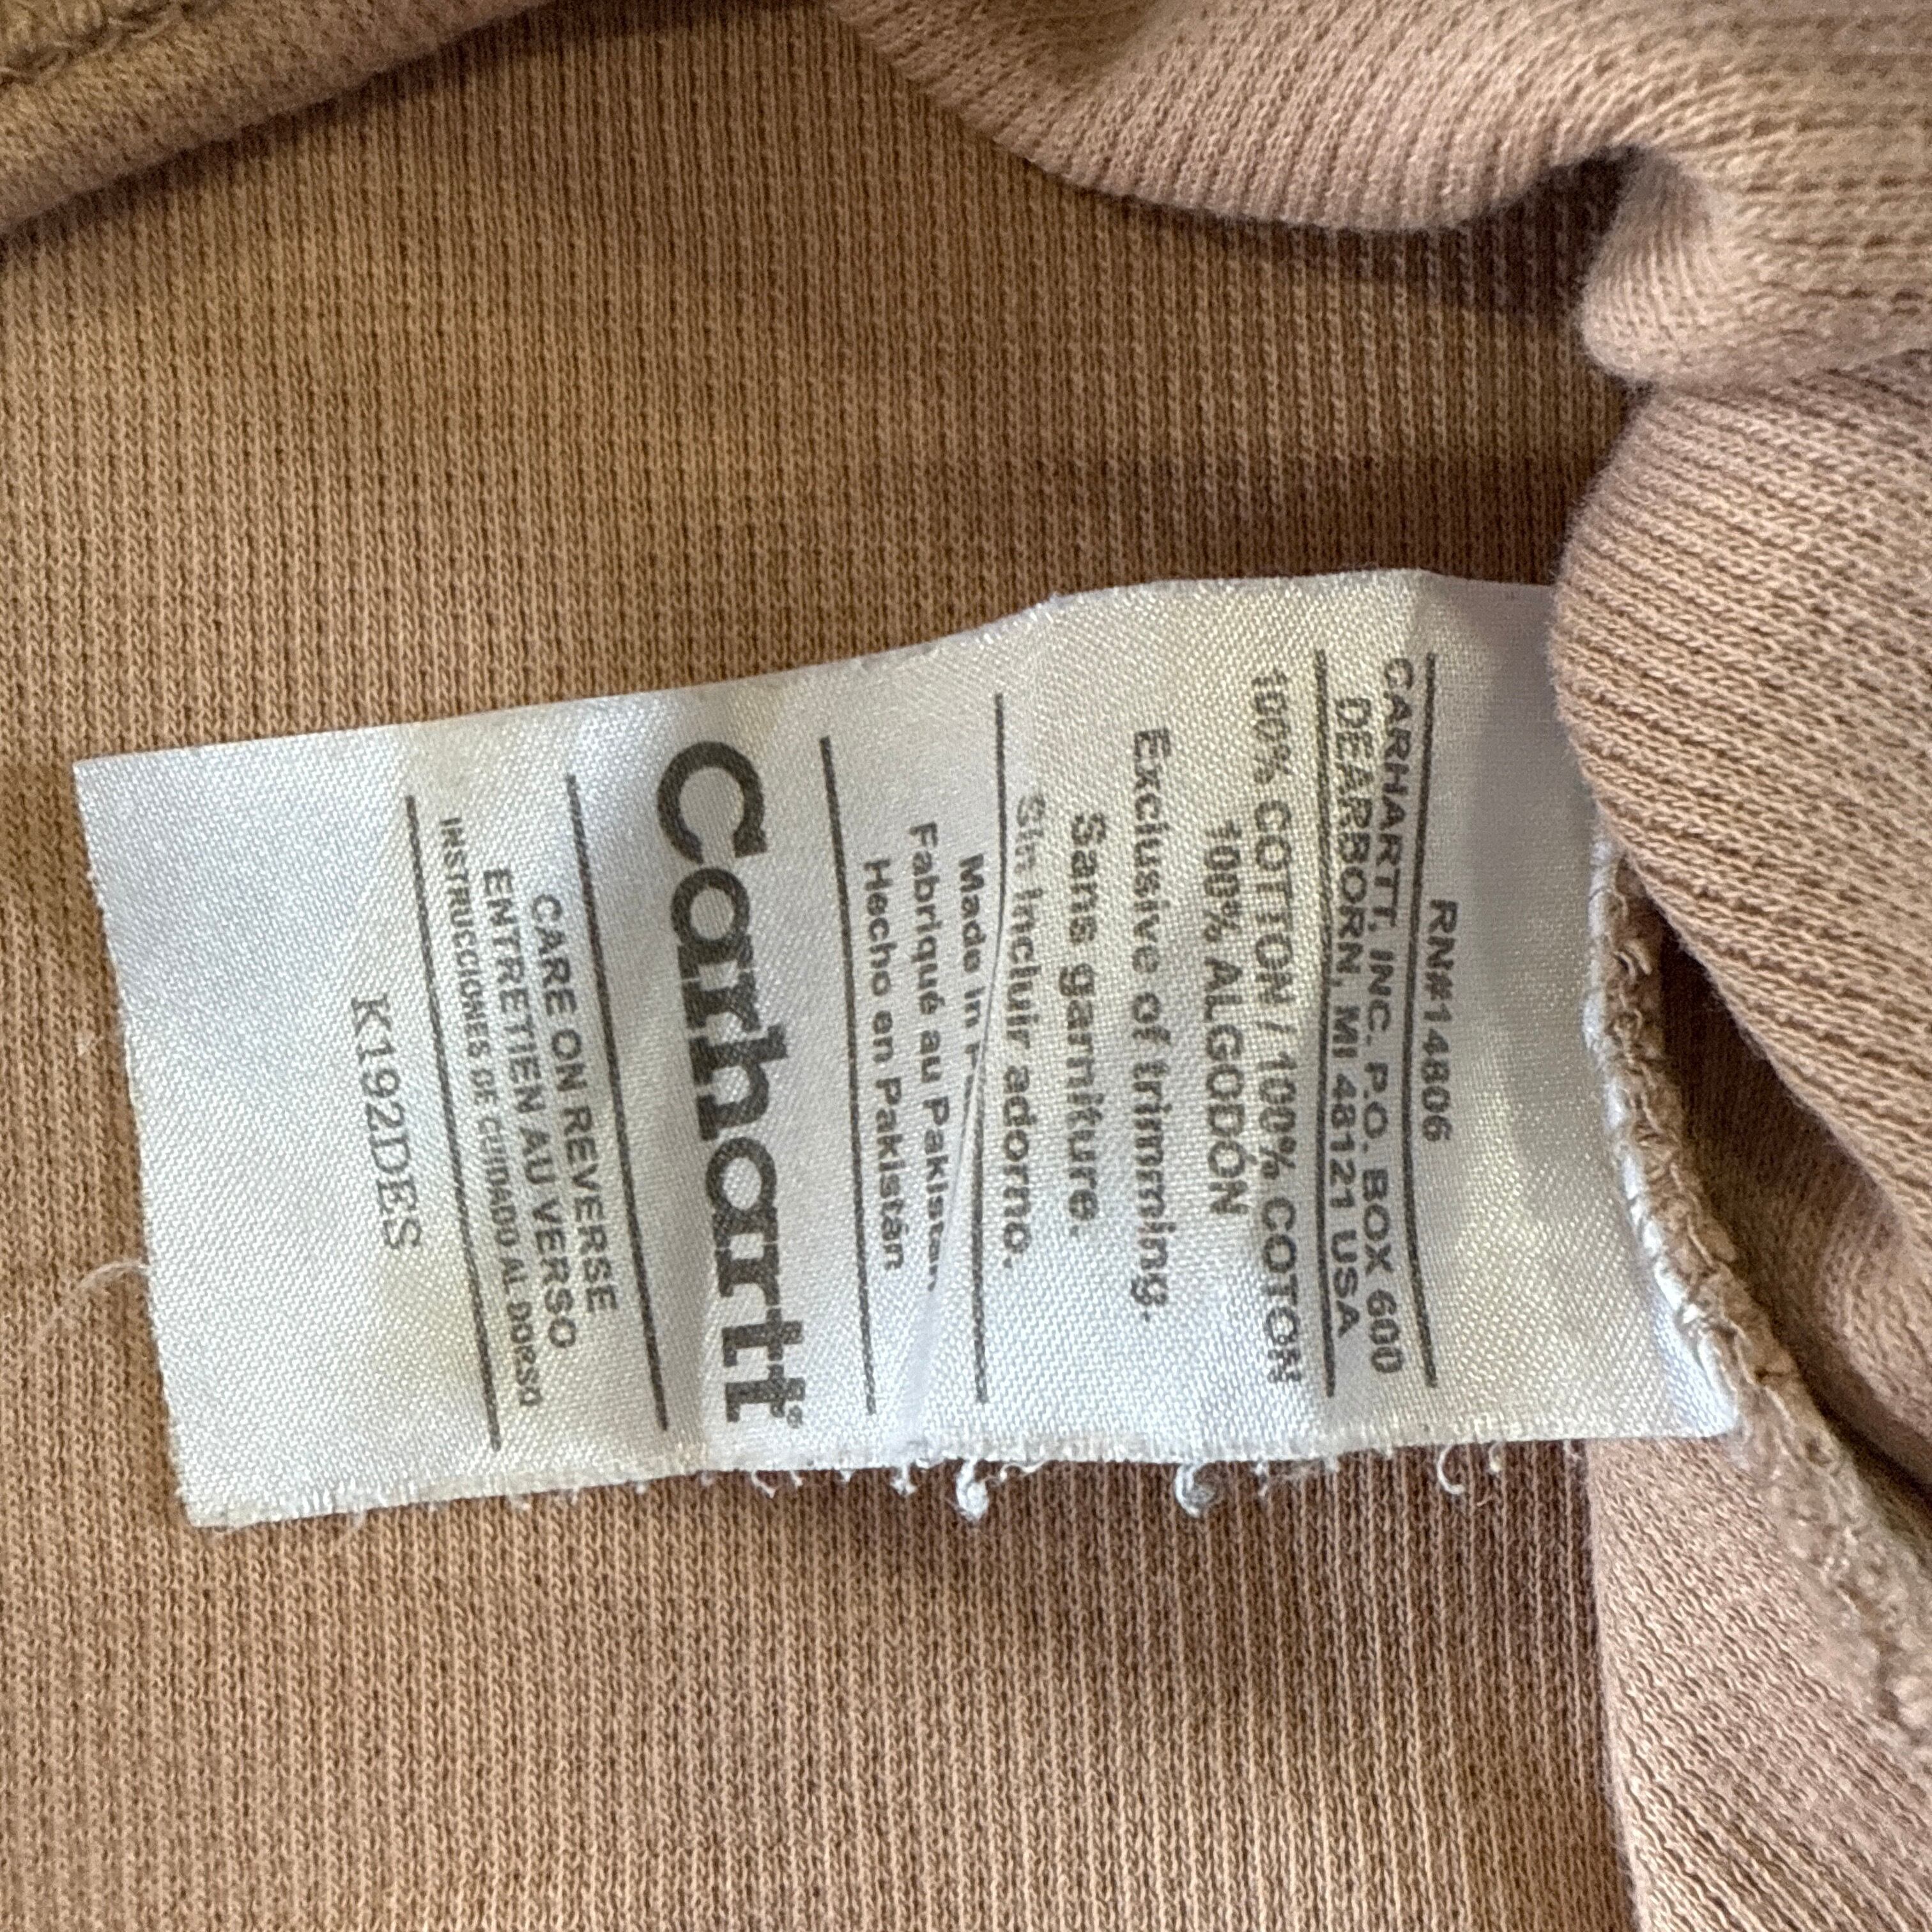 RN#14806
CARHARTT, INC. P.O. BOX 600
DEARBORN, MI 48121 USA
100% COTTON / 100% COTON
100% ALGODÓN
Exclusive of trimming.
Sans garniture.
Sin incluir adorno.
Made in
Fabriqué au Pakistan
Hecho en Pakistán
Carhartt®
CARE ON REVERSE
ENTRETIEN AU VERSO
INSTRUCCIONES DE CUIDADO AL DORSO
K192DES